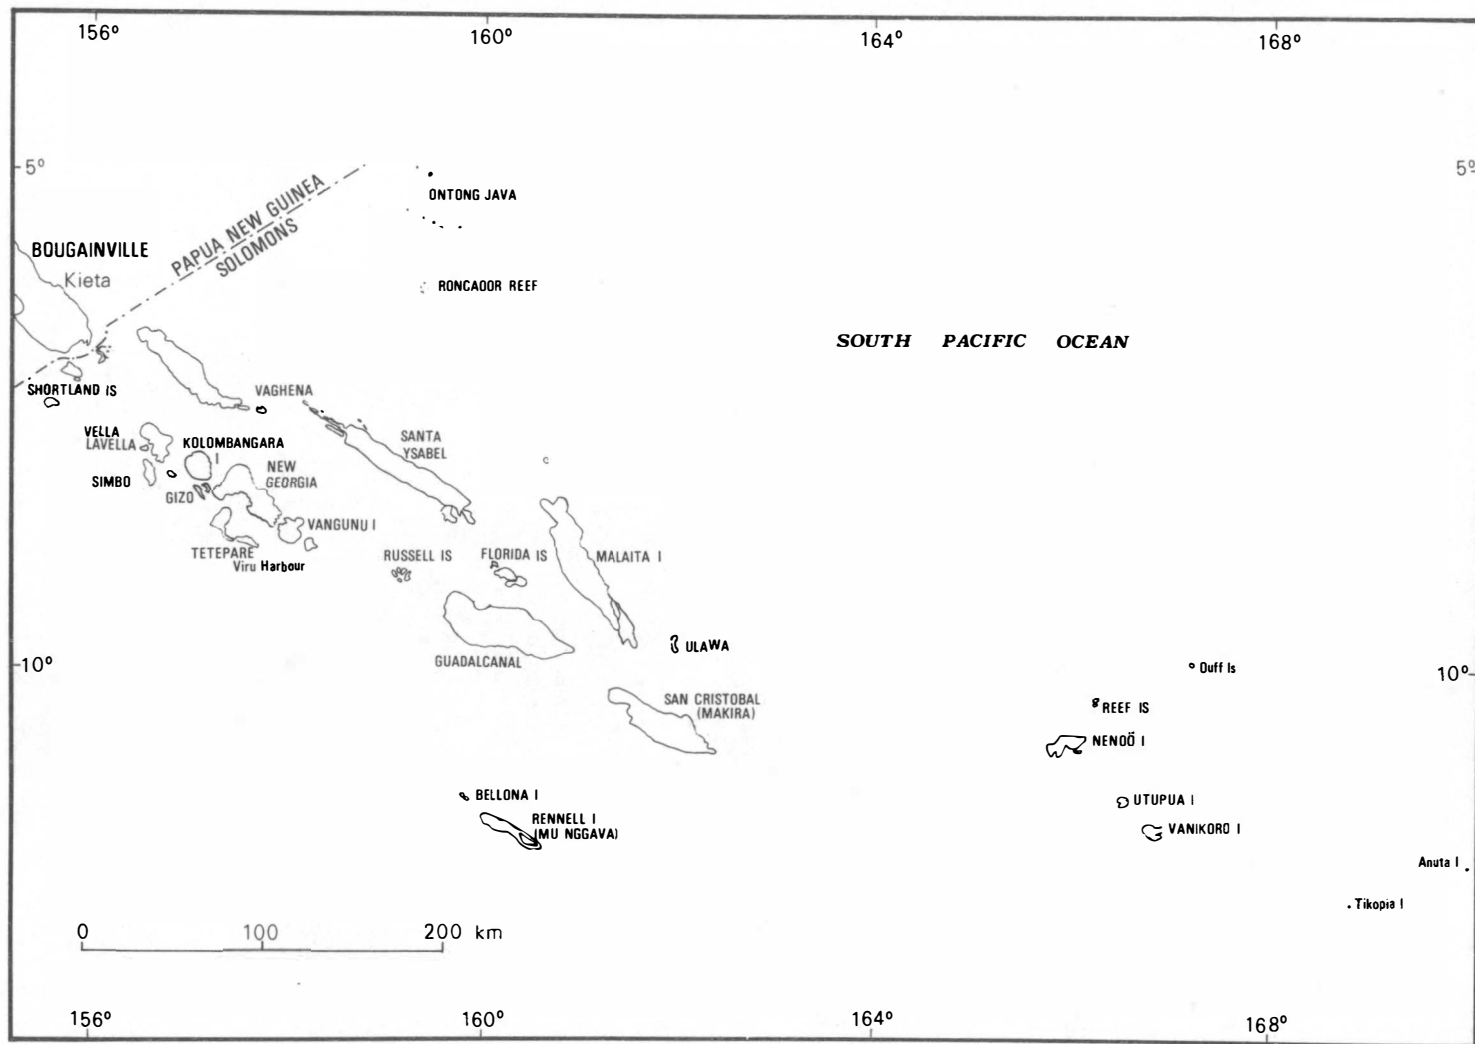 156°
160°
164°
168°
5°
5°
ONTONG JAVA
PAPUA NEW GUINEA
SOLOMONS
BOUGAINVILLE
Kieta
RONCAOOR REEF
SOUTH PACIFIC OCEAN
SHORTLAND IS
VAGHENA
VELLA
LAVELLA
KOLOMBANGARA
I
SANTA
YSABEL
NEW
GEORGIA
SIMBO
GIZO
VANGUNU I
TETEPARE
Viru Harbour
RUSSELL IS
FLORIDA IS
MALAITA I
ULAWA
GUADALCANAL
10°
10°
Ouff Is
SAN CRISTOBAL
(MAKIRA)
REEF IS
NENOÖ I
BELLONA I
UTUPUA I
RENNELL I
(MU NGGAVA)
VANIKORO I
Anuta I
Tikopia I
0 100 200 km
156°
160°
164°
168°